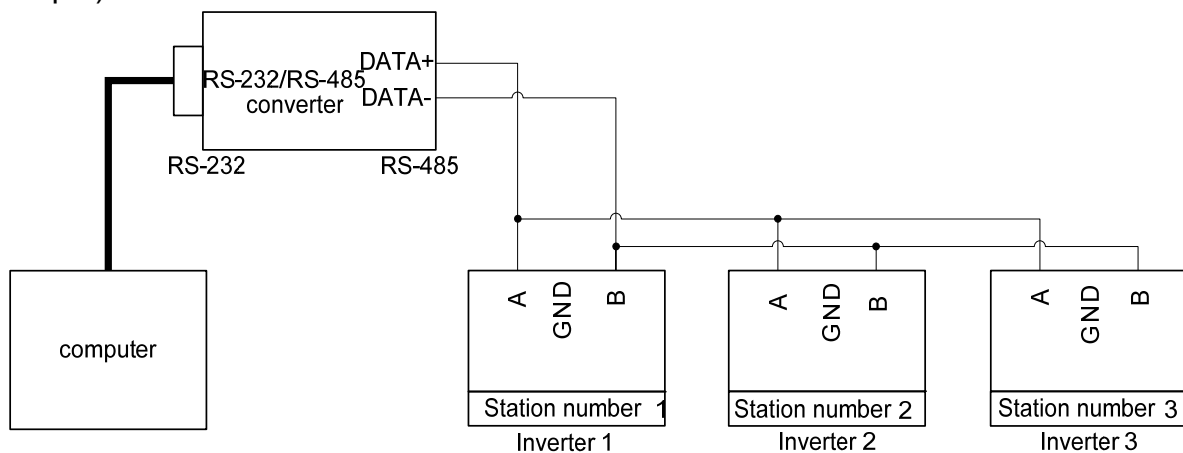 DATA+
RS-232/RS-485
converter
DATA-
RS-232
RS-485
computer
A
GND
B
Station number 1
Inverter 1
A
GND
B
Station number 2
Inverter 2
A
GND
B
Station number 3
Inverter 3